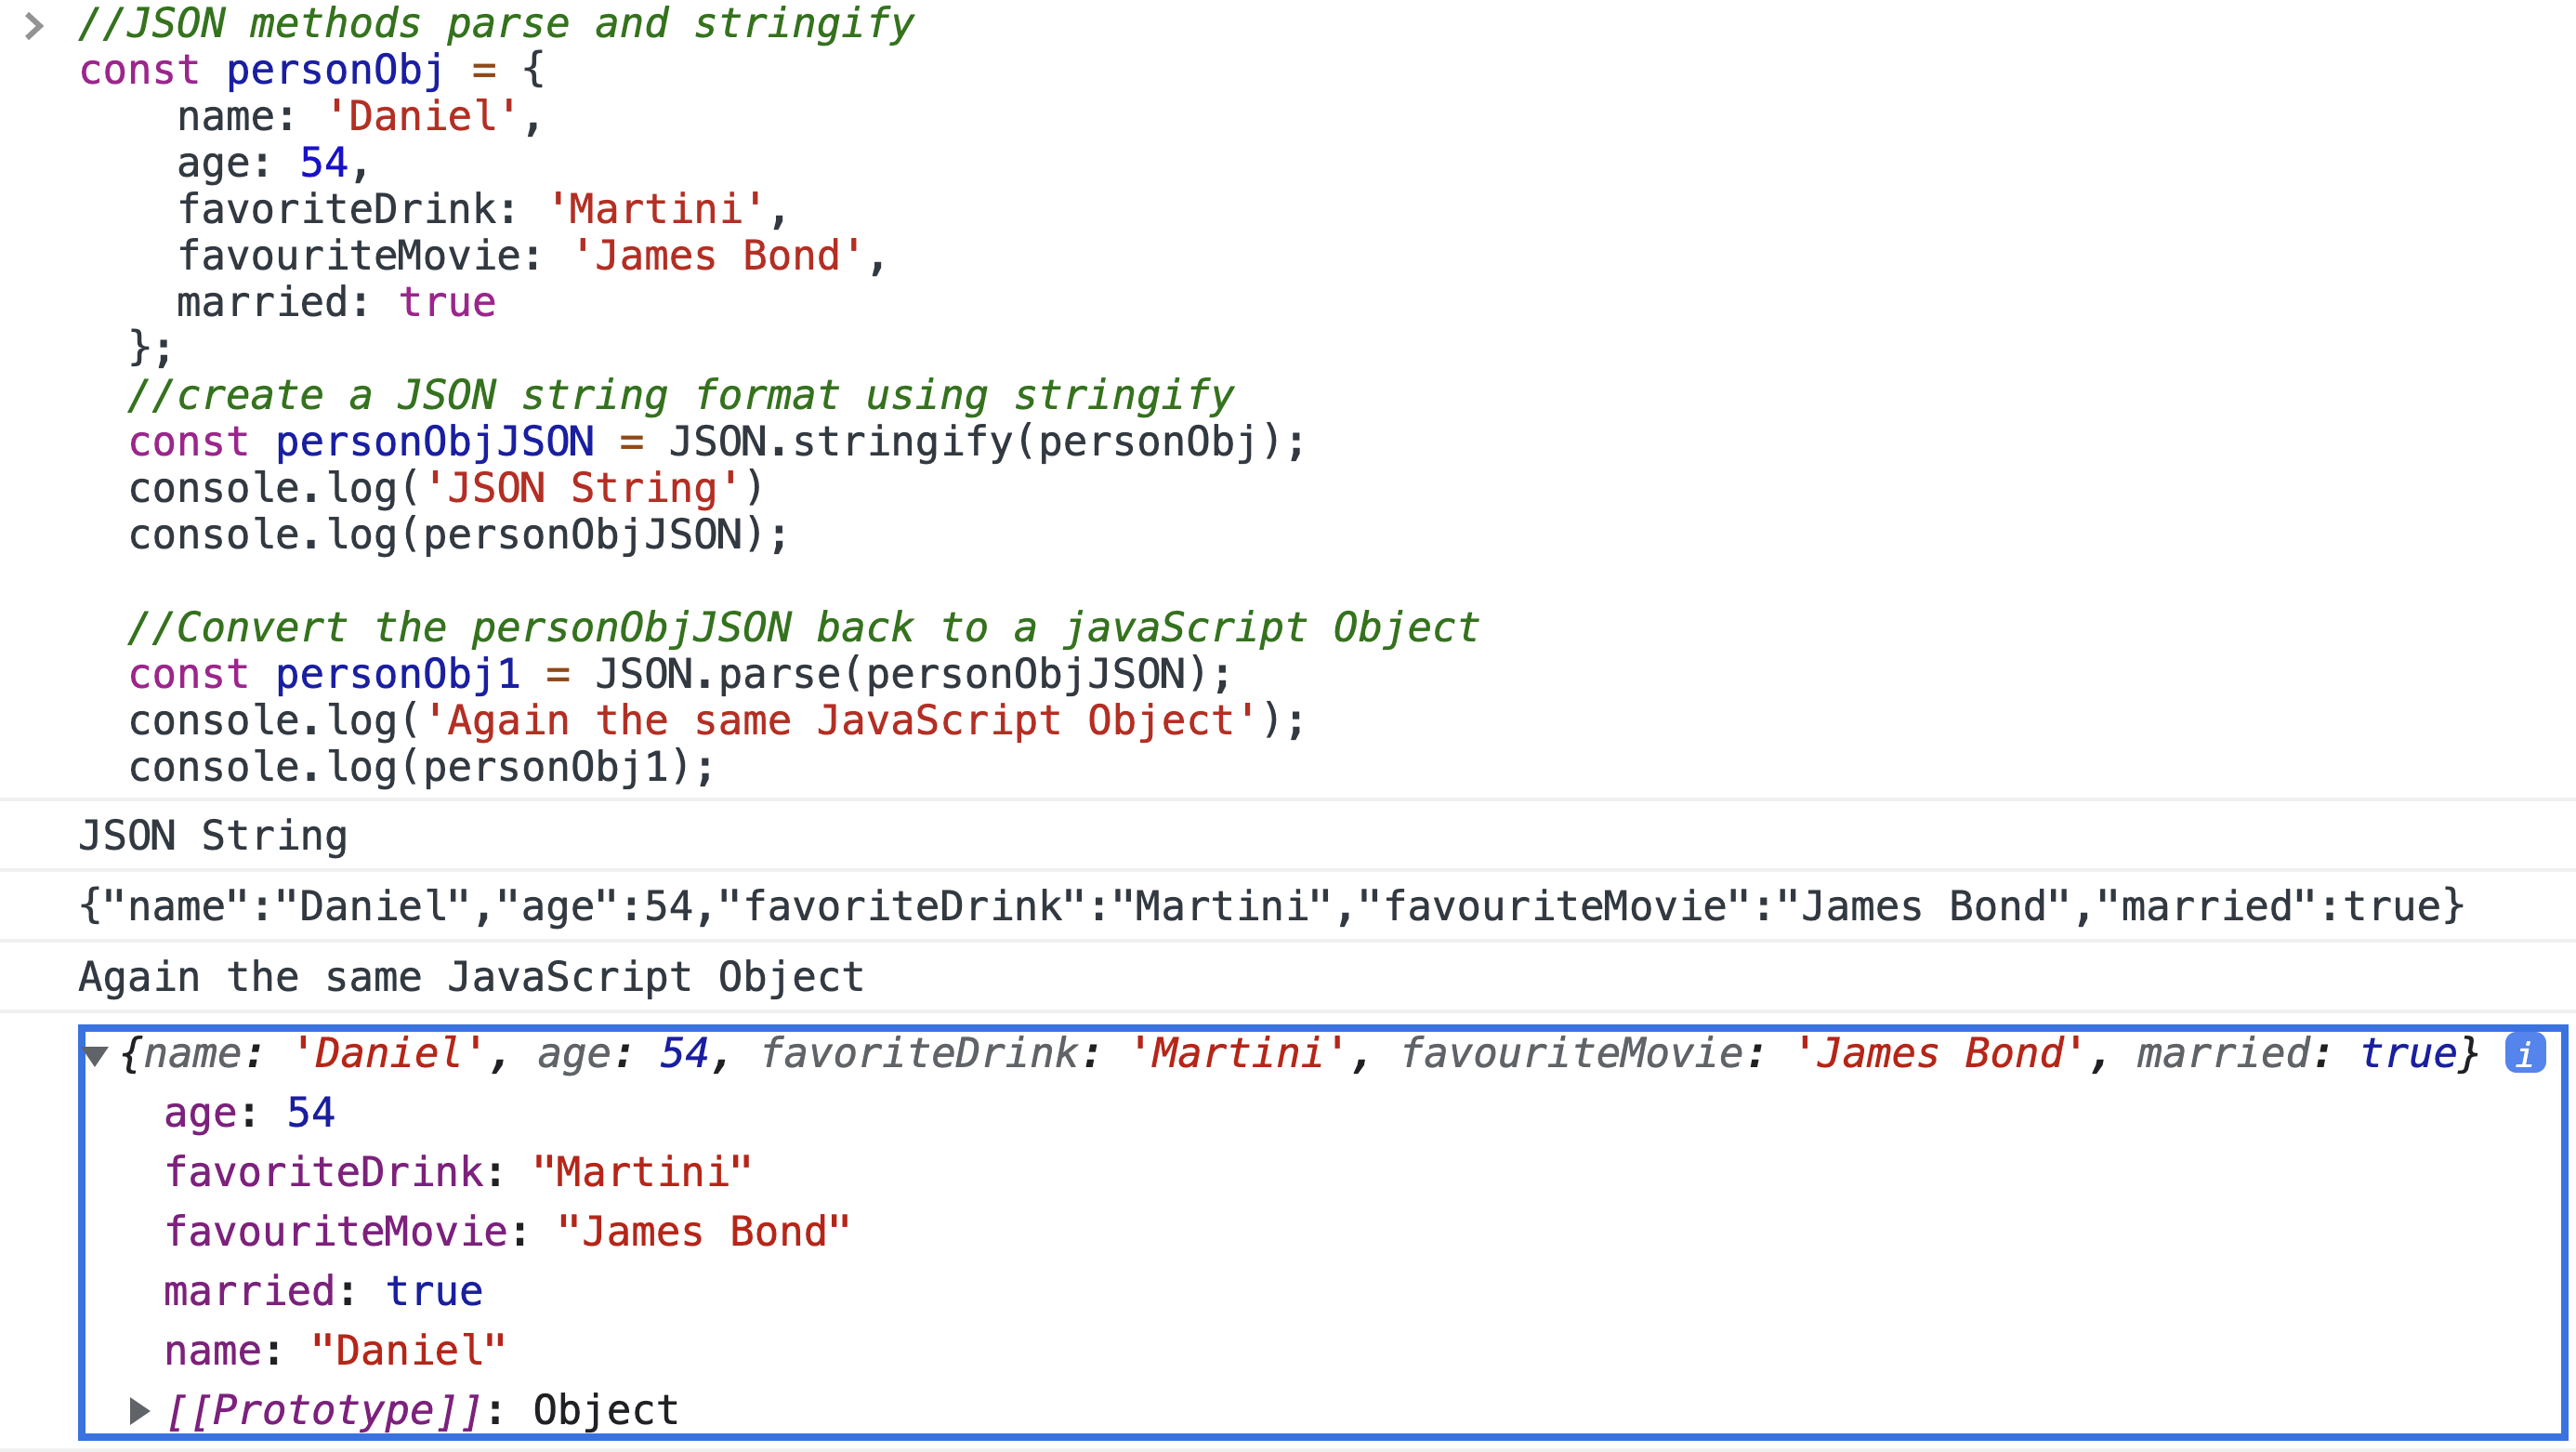 //JSON methods parse and stringify
const personObj = {
    name: 'Daniel',
    age: 54,
    favoriteDrink: 'Martini',
    favouriteMovie: 'James Bond',
    married: true
  };
  //create a JSON string format using stringify
  const personObjJSON = JSON.stringify(personObj);
  console.log('JSON String')
  console.log(personObjJSON);

  //Convert the personObjJSON back to a javaScript Object
  const personObj1 = JSON.parse(personObjJSON);
  console.log('Again the same JavaScript Object');
  console.log(personObj1);
JSON String
{"name":"Daniel","age":54,"favoriteDrink":"Martini","favouriteMovie":"James Bond","married":true}
Again the same JavaScript Object
{name: 'Daniel', age: 54, favoriteDrink: 'Martini', favouriteMovie: 'James Bond', married: true} i
age: 54
favoriteDrink: "Martini"
favouriteMovie: "James Bond"
married: true
name: "Daniel"
[[Prototype]]: Object